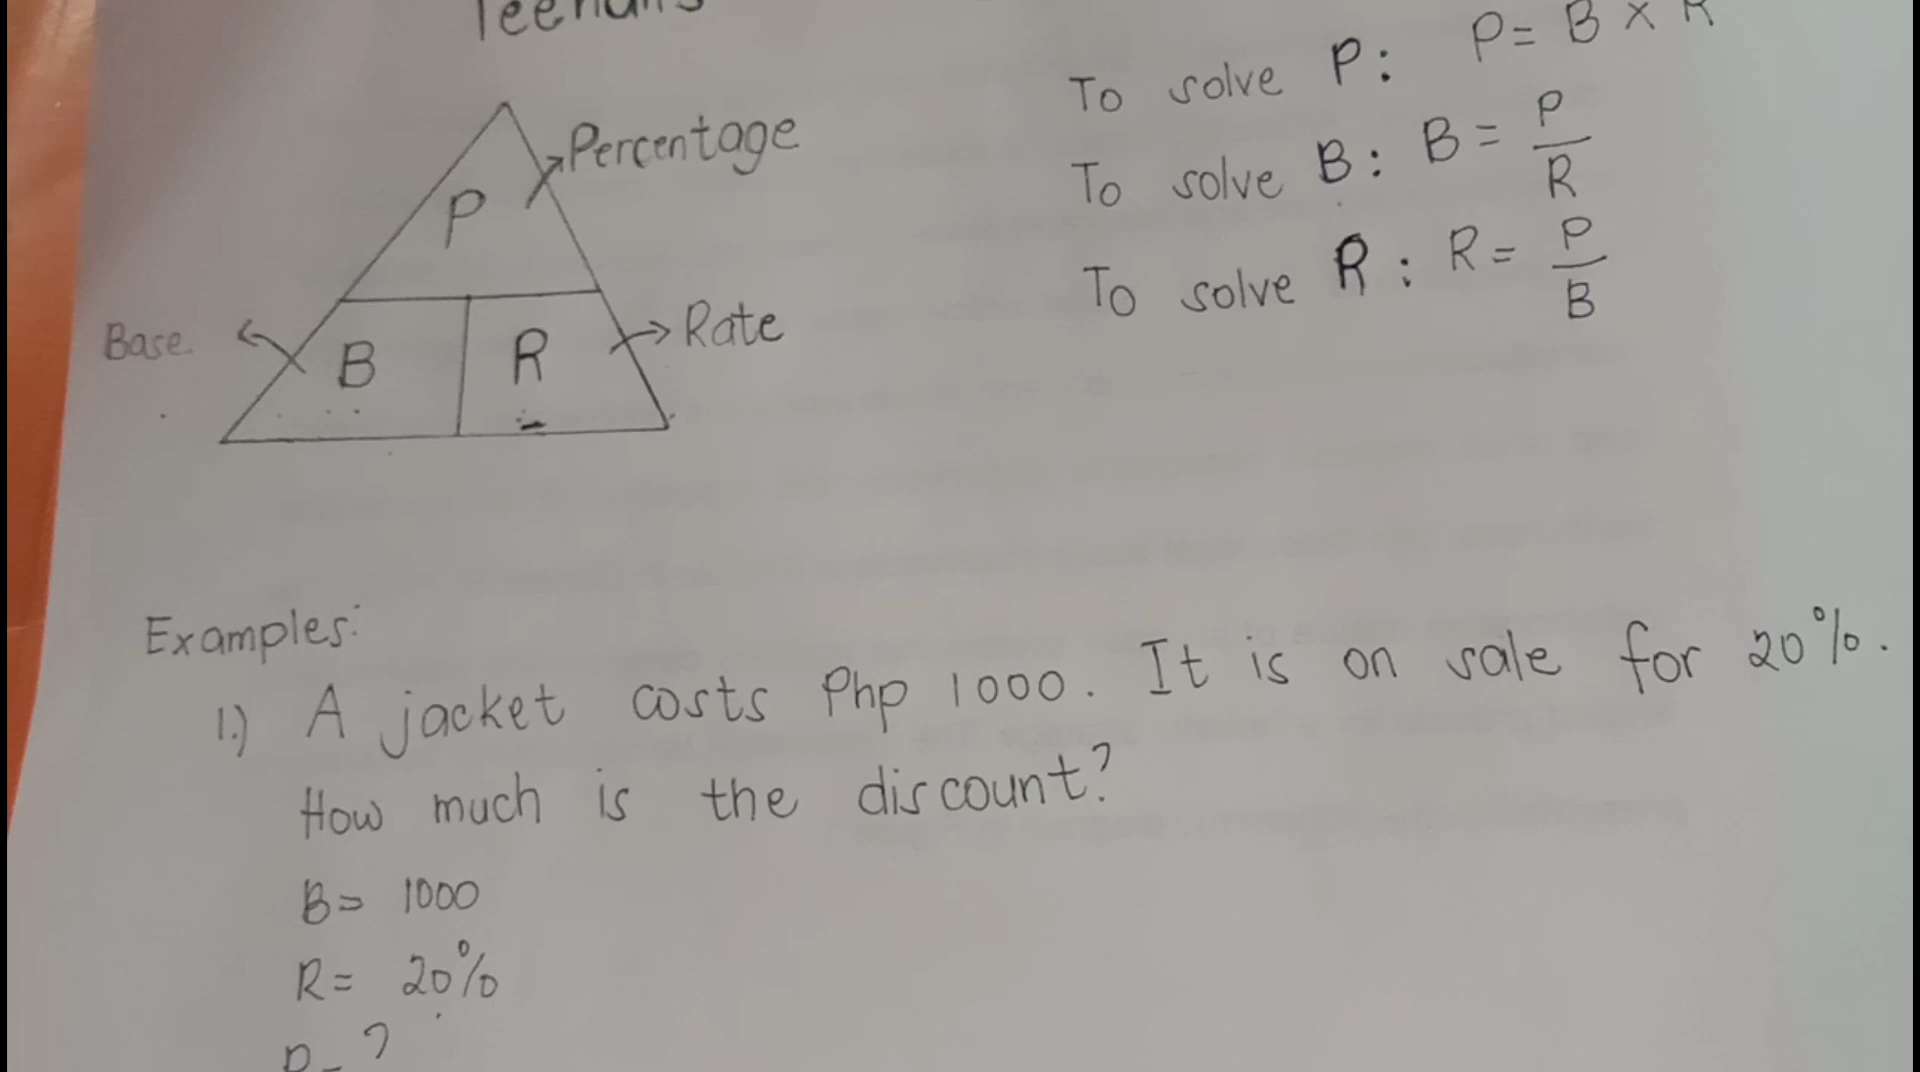 P = B x R
To solve P:
Percentage
To solve B: B = P/R
P
To solve R: R = P/B
Base
B
R
Rate
Examples:
1.) A jacket costs Php 1000. It is on sale for 20%.
How much is the discount?
B = 1000
R = 20%
P = ?